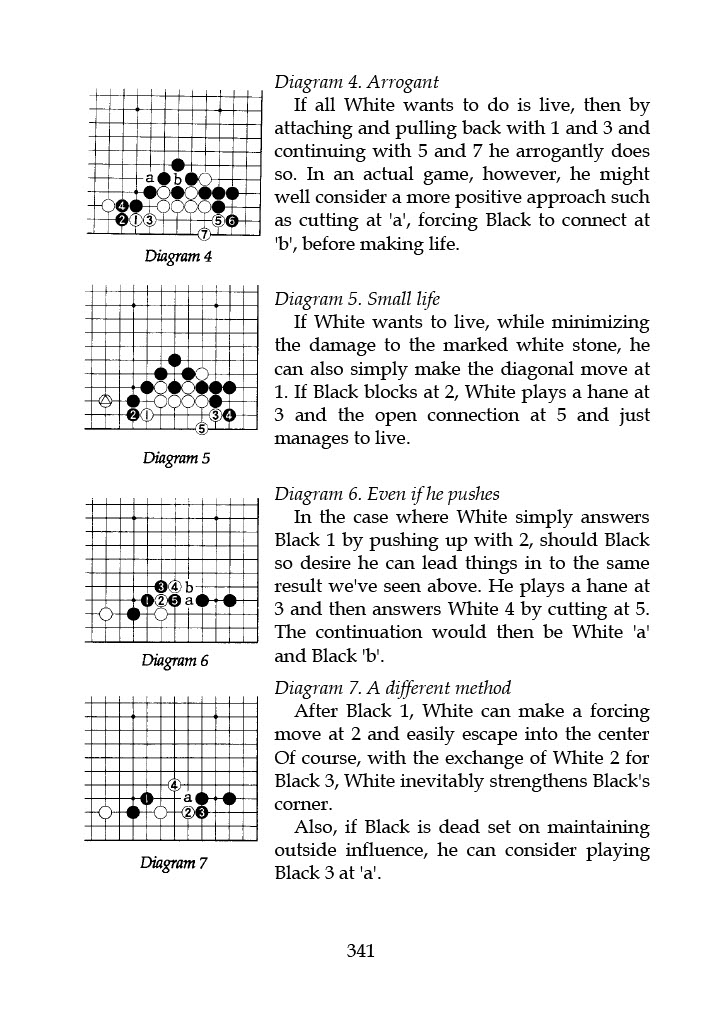 Diagram 4. Arrogant
If all White wants to do is live, then by
attaching and pulling back with 1 and 3 and
continuing with 5 and 7 he arrogantly does
so. In an actual game, however, he might
well consider a more positive approach such
as cutting at 'a', forcing Black to connect at
'b', before making life.
a b
4
2 1 3 5 6
7
Diagram 4
Diagram 5. Small life
If White wants to live, while minimizing
the damage to the marked white stone, he
can also simply make the diagonal move at
1. If Black blocks at 2, White plays a hane at
3 and the open connection at 5 and just
manages to live.
2 1 3 4
5
Diagram 5
Diagram 6. Even if he pushes
In the case where White simply answers
Black 1 by pushing up with 2, should Black
so desire he can lead things in to the same
result we've seen above. He plays a hane at
3 and then answers White 4 by cutting at 5.
The continuation would then be White 'a'
and Black 'b'.
3 4 b
1 2 5 a
Diagram 6
Diagram 7. A different method
After Black 1, White can make a forcing
move at 2 and easily escape into the center
Of course, with the exchange of White 2 for
Black 3, White inevitably strengthens Black's
corner.
Also, if Black is dead set on maintaining
outside influence, he can consider playing
Black 3 at 'a'.
4
1 a
2 3
Diagram 7
341